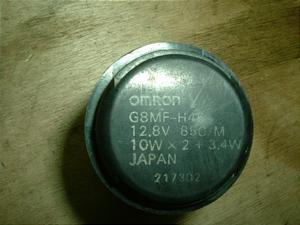 omron
G8MF-H4
12.8V 85C/M
10W × 2 + 3.4W
JAPAN
217302